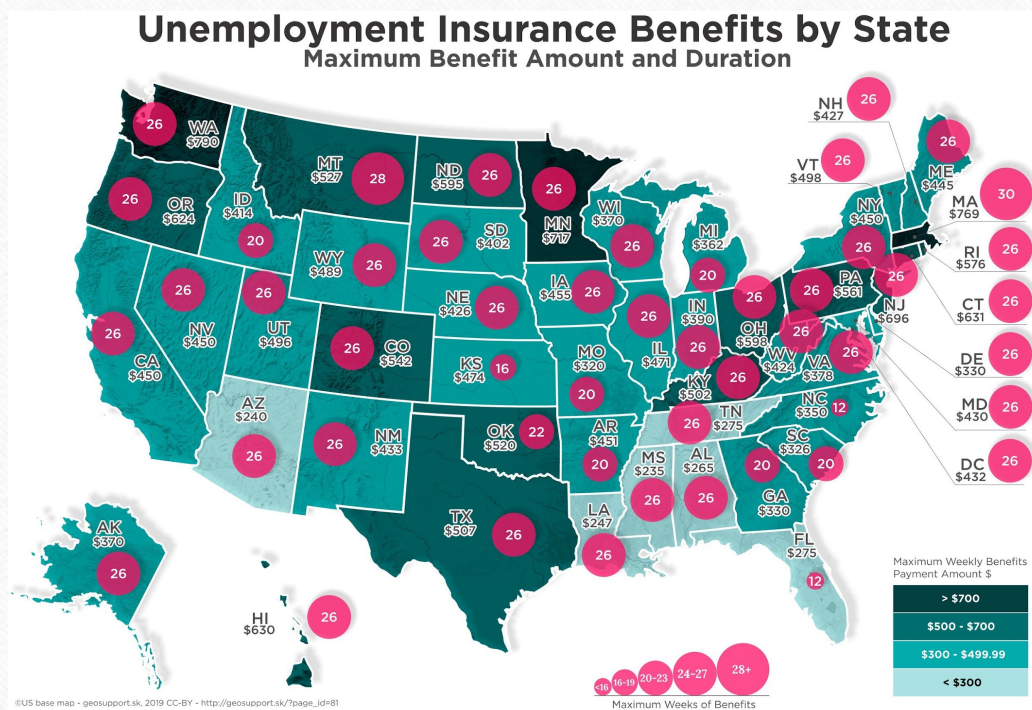 Unemployment Insurance Benefits by State
Maximum Benefit Amount and Duration
NH
$427
26
VT
$498
26
26
WA
$790
MT
$527
28
ND
$595
26
26
MN
$717
26
ME
$445
MA
$769
30
26
OR
$624
ID
$414
20
WI
$370
26
MI
$362
20
NY
$450
26
RI
$576
26
26
SD
$402
WY
$489
26
CT
$631
26
26
NV
$450
26
UT
$496
NE
$426
26
IA
$455
26
26
IL
$471
IN
$390
26
26
OH
$598
26
PA
$561
26
NJ
$696
26
CA
$450
26
CO
$542
KS
$474
16
MO
$320
20
KY
$502
26
26
WV
$424
VA
$378
26
DE
$330
26
AZ
$240
26
26
NM
$433
OK
$520
22
AR
$451
20
TN
$275
26
NC
$350
12
MD
$430
26
SC
$326
20
DC
$432
26
TX
$507
26
LA
$247
26
MS
$235
26
AL
$265
26
20
GA
$330
FL
$275
12
AK
$370
26
HI
$630
26
Maximum Weekly Benefits
Payment Amount $
> $700
$500 - $700
$300 - $499.99
< $300
<16
16-19
20-23
24-27
28+
Maximum Weeks of Benefits
©US base map - geosupport.sk, 2019 CC-BY - http://geosupport.sk/?page_id=81